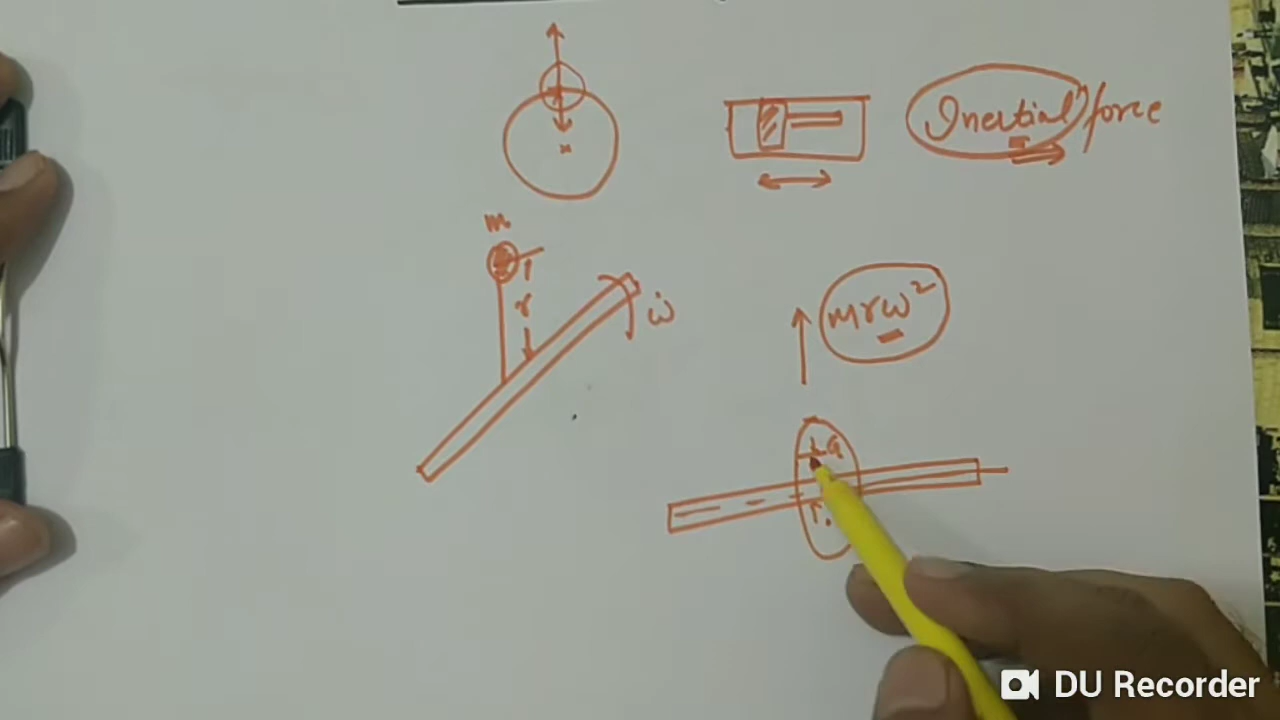 Inertial force
m
r
ω
mrω²
G
DU Recorder